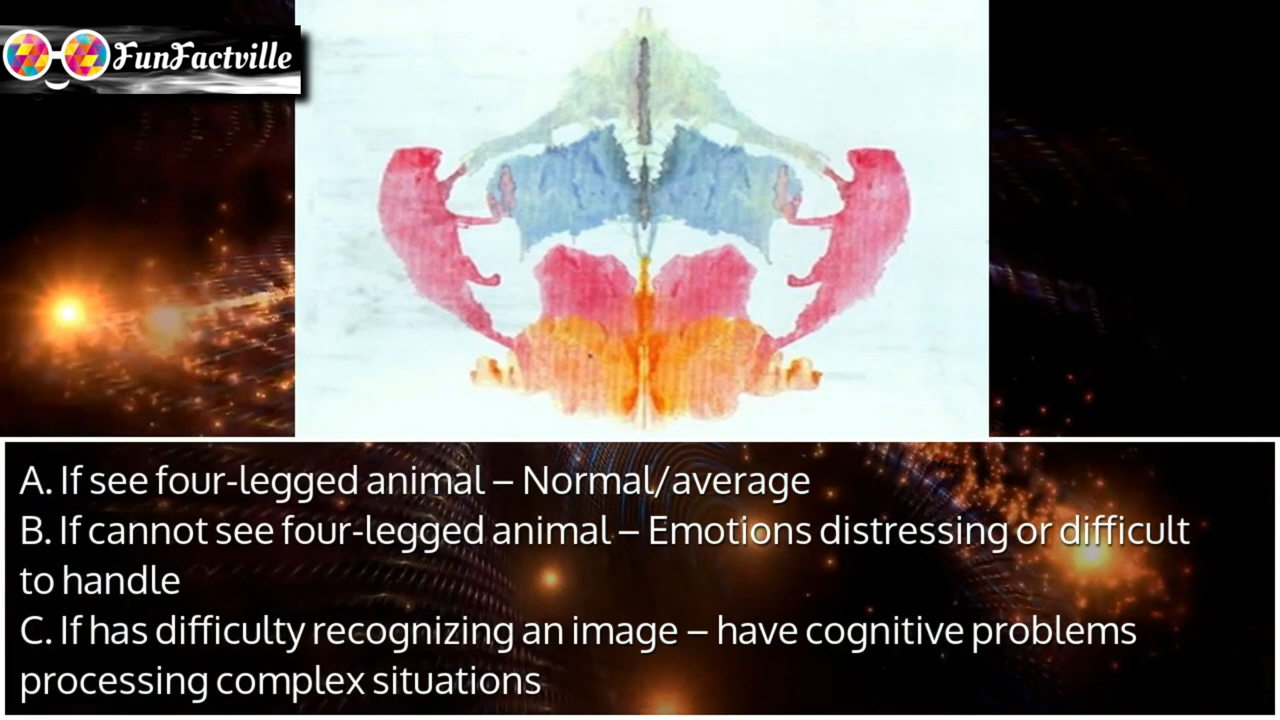 FunFactville
A. If see four-legged animal – Normal/average
B. If cannot see four-legged animal – Emotions distressing or difficult
to handle
C. If has difficulty recognizing an image – have cognitive problems
processing complex situations